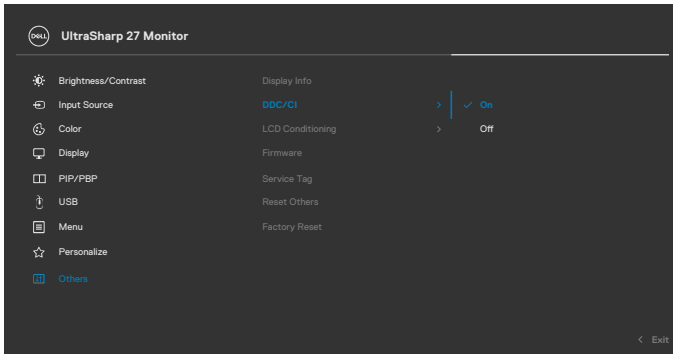 DELL UltraSharp 27 Monitor
Brightness/Contrast Display Info
Input Source DDC/CI > ✓ On
Color LCD Conditioning > Off
Display Firmware
PIP/PBP Service Tag
USB Reset Others
Menu Factory Reset
Personalize
Others
< Exit